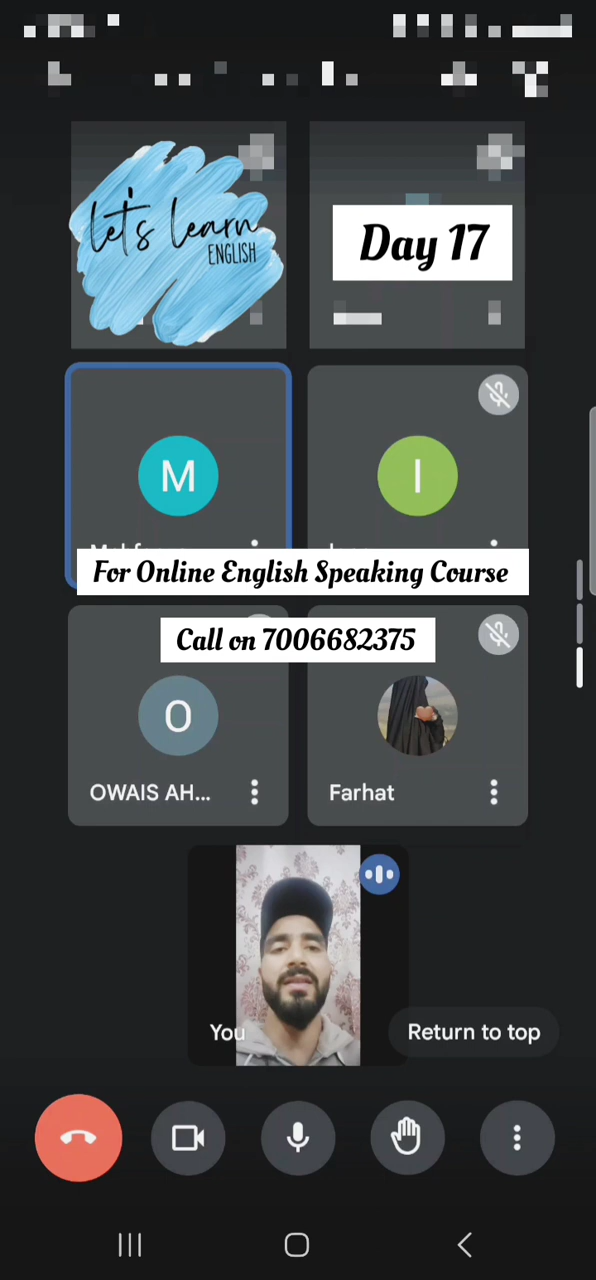 let's learn
ENGLISH
Day 17
M
I
For Online English Speaking Course
Call on 7006682375
O
OWAIS AH...
Farhat
You
Return to top